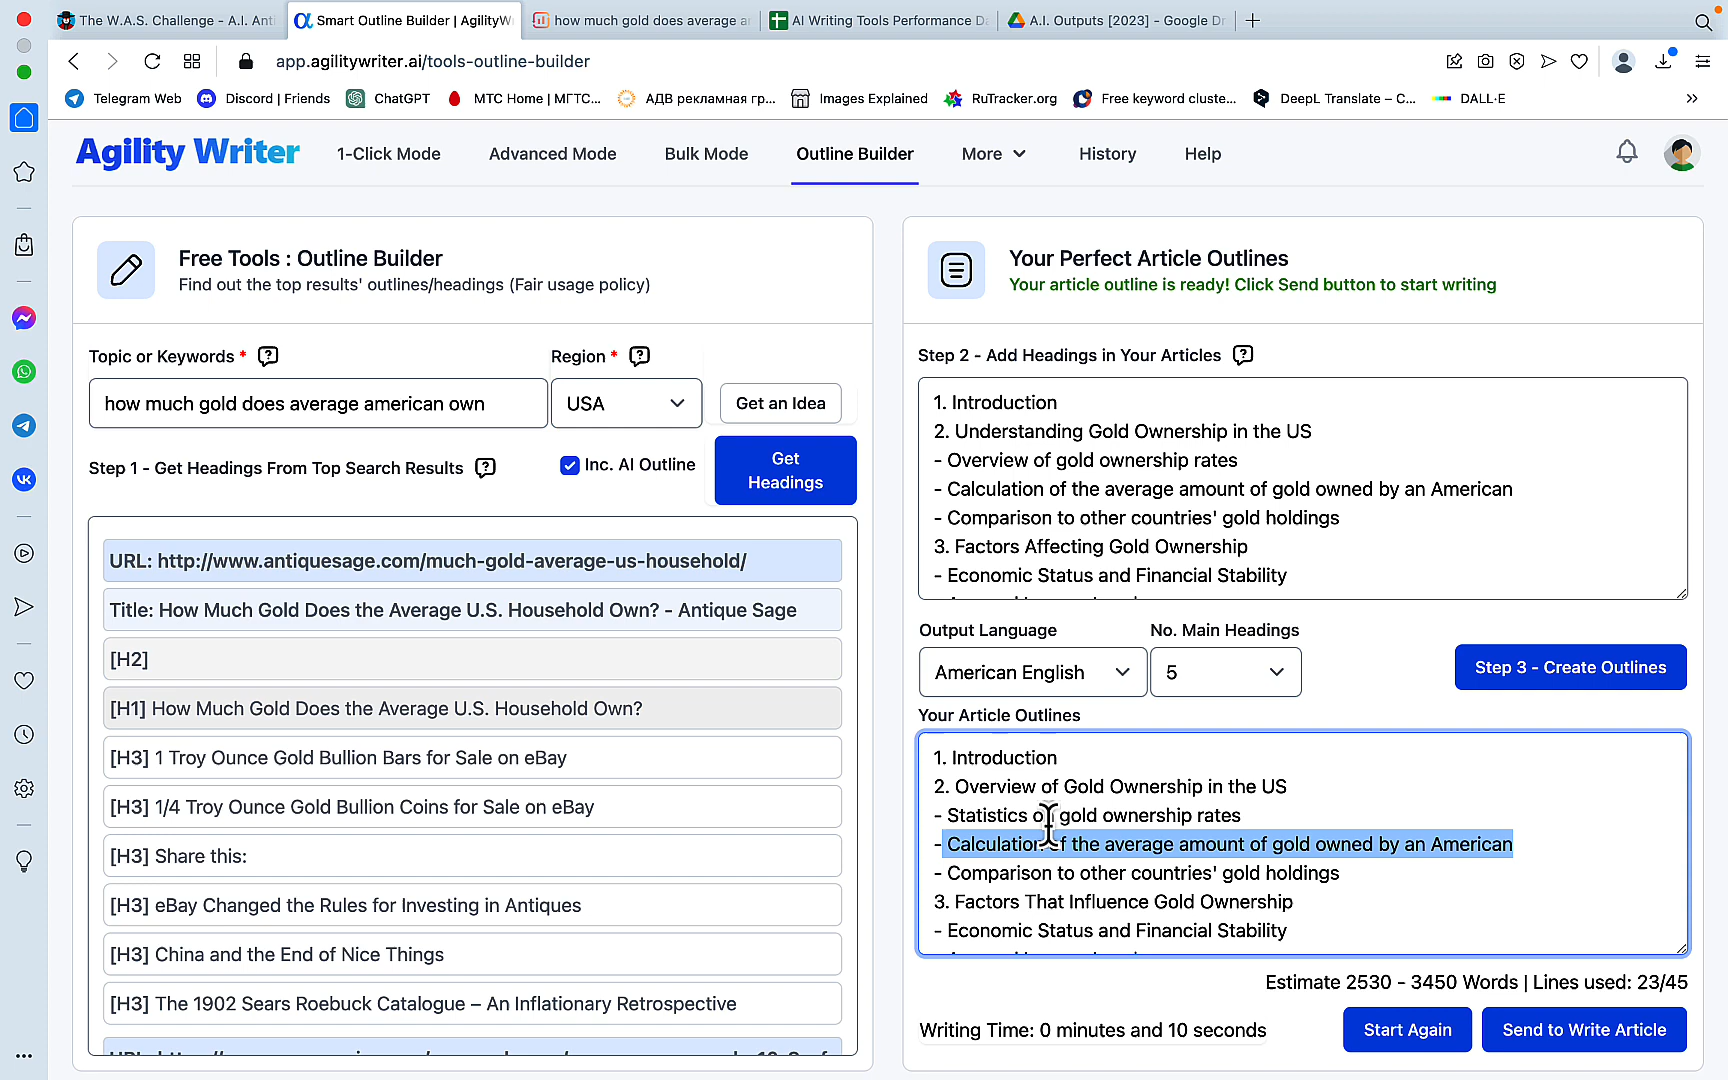 The W.A.S. Challenge - A.I. Anti
Smart Outline Builder | AgilityWr
how much gold does average a
AI Writing Tools Performance Da
A.I. Outputs [2023] - Google Dr
app.agilitywriter.ai/tools-outline-builder
Telegram Web
Discord | Friends
ChatGPT
МТС Home | МГТС...
АДВ рекламная гр...
Images Explained
RuTracker.org
Free keyword cluste...
DeepL Translate – C...
DALL·E
Agility Writer
1-Click Mode
Advanced Mode
Bulk Mode
Outline Builder
More
History
Help
Free Tools : Outline Builder
Find out the top results' outlines/headings (Fair usage policy)
Topic or Keywords *
Region *
how much gold does average american own
USA
Get an Idea
Step 1 - Get Headings From Top Search Results
Inc. AI Outline
Get
Headings
URL: http://www.antiquesage.com/much-gold-average-us-household/
Title: How Much Gold Does the Average U.S. Household Own? - Antique Sage
[H2]
[H1] How Much Gold Does the Average U.S. Household Own?
[H3] 1 Troy Ounce Gold Bullion Bars for Sale on eBay
[H3] 1/4 Troy Ounce Gold Bullion Coins for Sale on eBay
[H3] Share this:
[H3] eBay Changed the Rules for Investing in Antiques
[H3] China and the End of Nice Things
[H3] The 1902 Sears Roebuck Catalogue – An Inflationary Retrospective
Your Perfect Article Outlines
Your article outline is ready! Click Send button to start writing
Step 2 - Add Headings in Your Articles
1. Introduction
2. Understanding Gold Ownership in the US
- Overview of gold ownership rates
- Calculation of the average amount of gold owned by an American
- Comparison to other countries' gold holdings
3. Factors Affecting Gold Ownership
- Economic Status and Financial Stability
Output Language
No. Main Headings
American English
5
Step 3 - Create Outlines
Your Article Outlines
1. Introduction
2. Overview of Gold Ownership in the US
- Statistics on gold ownership rates
- Calculation of the average amount of gold owned by an American
- Comparison to other countries' gold holdings
3. Factors That Influence Gold Ownership
- Economic Status and Financial Stability
Estimate 2530 - 3450 Words | Lines used: 23/45
Writing Time: 0 minutes and 10 seconds
Start Again
Send to Write Article